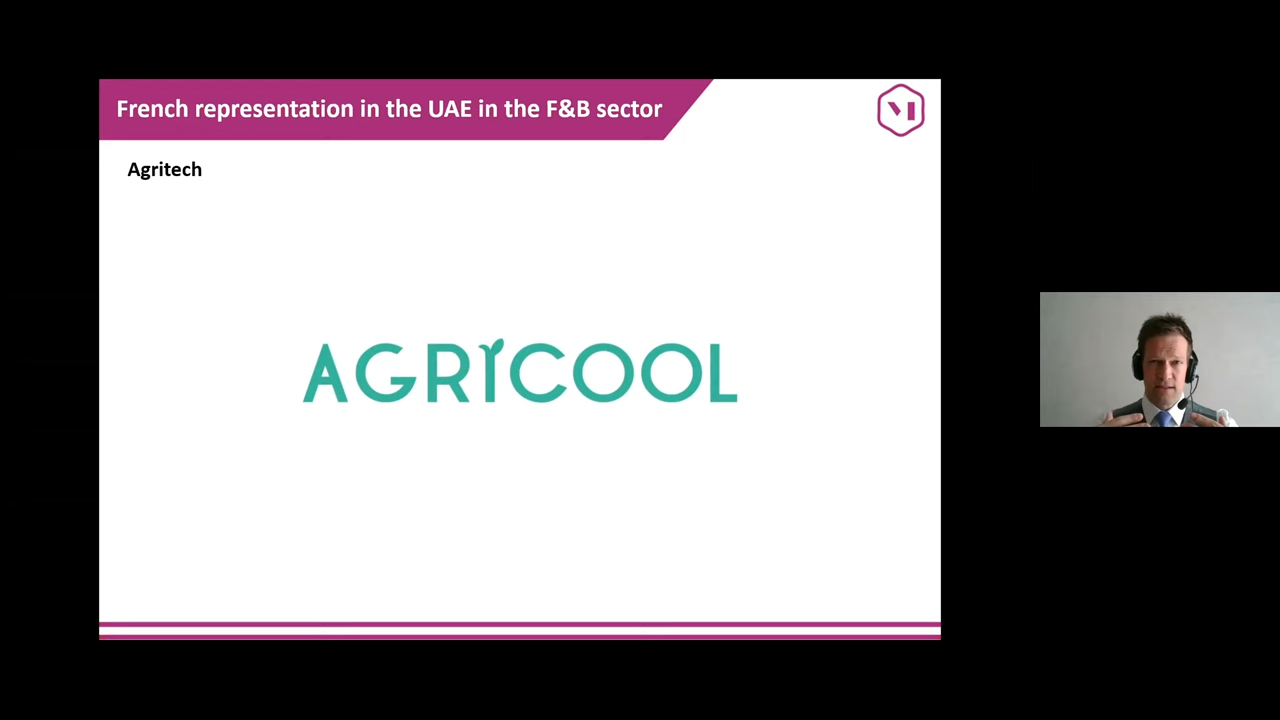 French representation in the UAE in the F&B sector
Agritech
AGRICOOL